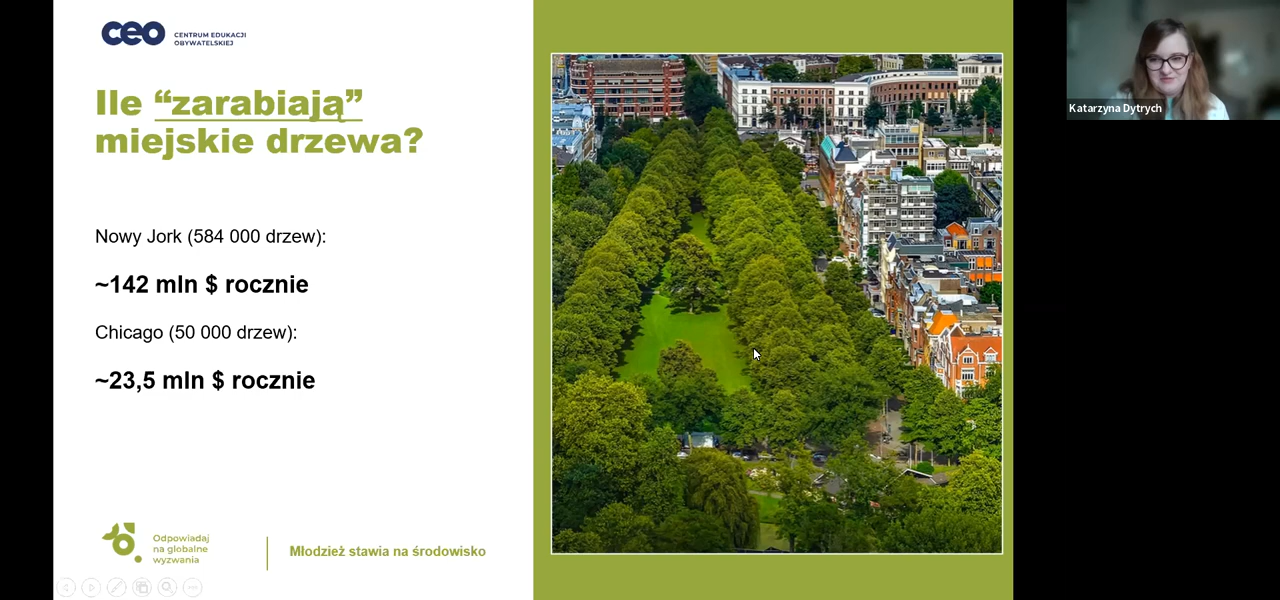 ceo CENTRUM EDUKACJI
OBYWATELSKIEJ
Ile “zarabiają”
miejskie drzewa?
Nowy Jork (584 000 drzew):
~142 mln $ rocznie
Chicago (50 000 drzew):
~23,5 mln $ rocznie
Odpowiadaj
na globalne
wyzwania
Młodzież stawia na środowisko
Katarzyna Dytrych